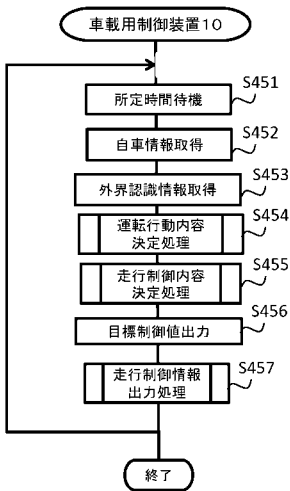 車載用制御装置10
S451
所定時間待機
S452
自車情報取得
S453
外界認識情報取得
S454
運転行動内容
決定処理
S455
走行制御内容
決定処理
S456
目標制御値出力
S457
走行制御情報
出力処理
終了